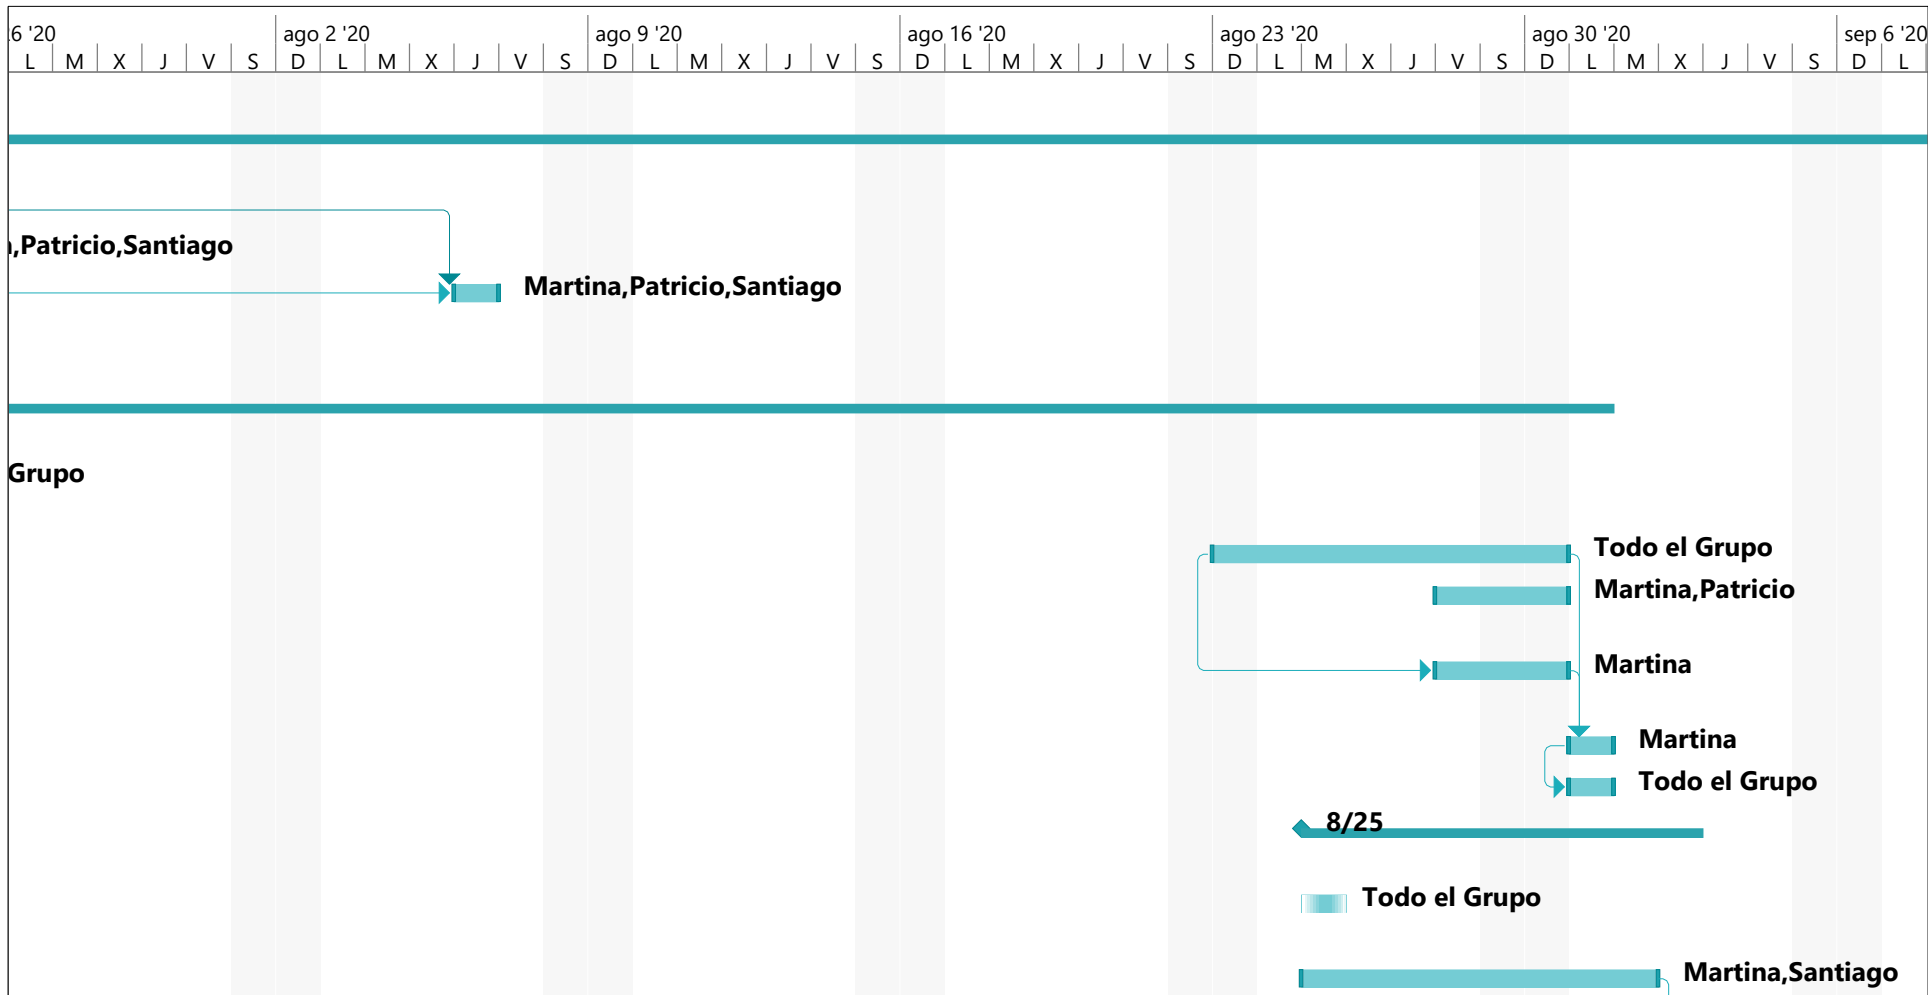 26 '20 ago 2 '20 ago 9 '20 ago 16 '20 ago 23 '20 ago 30 '20 sep 6 '20
L M X J V S D L M X J V S D L M X J V S D L M X J V S D L M X J V S D L M X J V S D L
,Patricio,Santiago
Martina,Patricio,Santiago
Grupo
Todo el Grupo
Martina,Patricio
Martina
Martina
Todo el Grupo
8/25
Todo el Grupo
Martina,Santiago